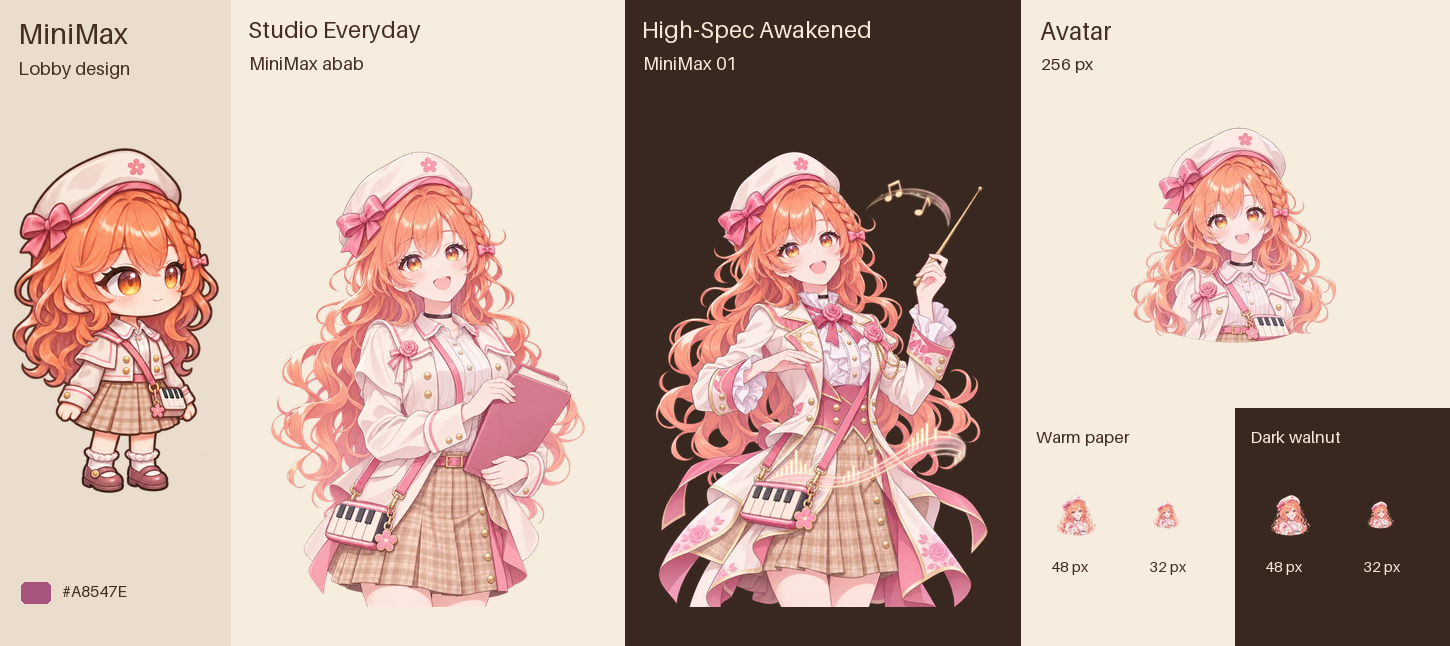 MiniMax
Lobby design
#A8547E
Studio Everyday
MiniMax abab
High-Spec Awakened
MiniMax 01
Avatar
256 px
Warm paper
48 px
32 px
Dark walnut
48 px
32 px